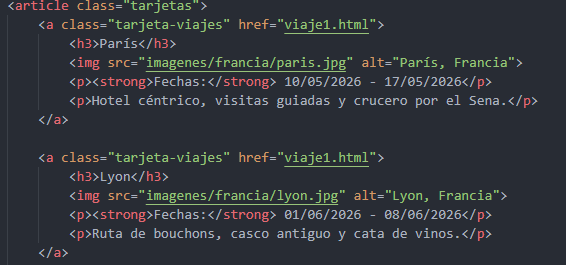 <article class="tarjetas">
<a class="tarjeta-viajes" href="viaje1.html">
<h3>París</h3>
<img src="imagenes/francia/paris.jpg" alt="París, Francia">
<p><strong>Fechas:</strong> 10/05/2026 - 17/05/2026</p>
<p>Hotel céntrico, visitas guiadas y crucero por el Sena.</p>
</a>
<a class="tarjeta-viajes" href="viaje1.html">
<h3>Lyon</h3>
<img src="imagenes/francia/lyon.jpg" alt="Lyon, Francia">
<p><strong>Fechas:</strong> 01/06/2026 - 08/06/2026</p>
<p>Ruta de bouchons, casco antiguo y cata de vinos.</p>
</a>